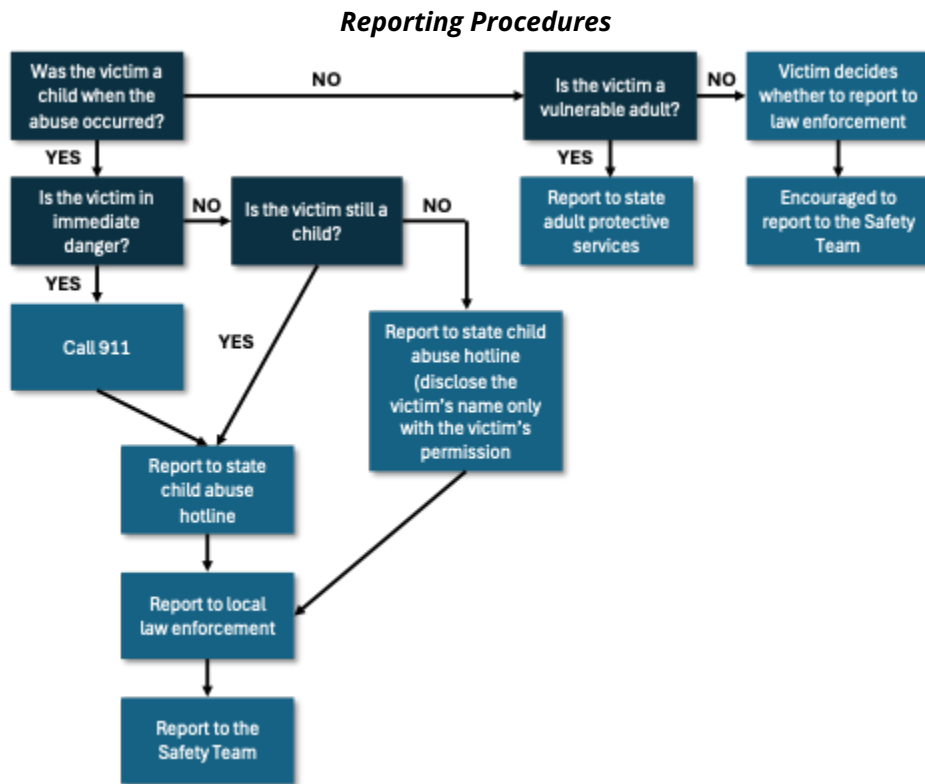 Reporting Procedures
Was the victim a
child when the
abuse occurred?
NO
Is the victim a
vulnerable adult?
NO
Victim decides
whether to report to
law enforcement
YES
YES
Is the victim in
immediate
danger?
NO
Is the victim still a
child?
NO
Report to state
adult protective
services
Encouraged to
report to the Safety
Team
YES
Call 911
YES
Report to state child
abuse hotline
(disclose the
victim's name only
with the victim's
permission
Report to state
child abuse
hotline
Report to local
law enforcement
Report to the
Safety Team